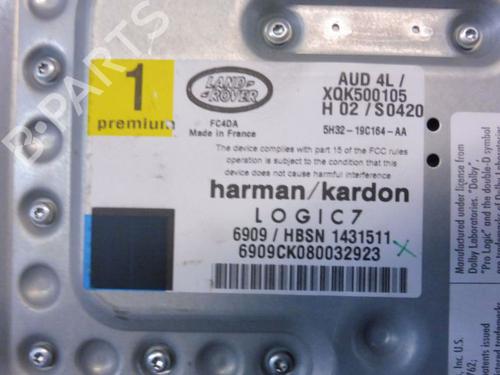 1
premium
LAND-
ROVER
FC4DA
Made in France
AUD 4L /
XQK500105
H 02 / S0420
5H32-19C164-AA
The device complies with part 15 of the FCC rules
operation is subject to the condition that this
device does not cause harmful interference
harman/kardon
LOGIC7
6909 / HBSN 1431511
6909CK080032923
Manufactured under license from
Dolby Laboratories. "Dolby",
"Pro Logic" and the double-D symbol
Dolby Laboratories.
B-PARTS